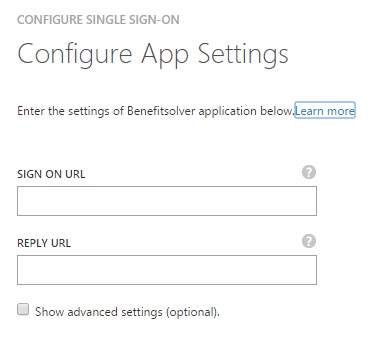 CONFIGURE SINGLE SIGN-ON
Configure App Settings
Enter the settings of Benefitsolver application below.Learn more
SIGN ON URL
?
REPLY URL
?
Show advanced settings (optional).